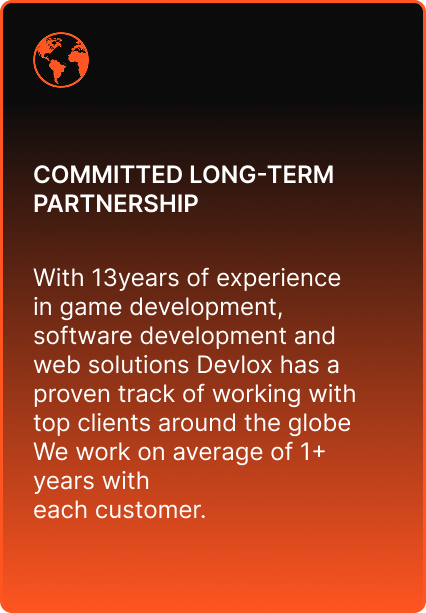 COMMITTED LONG-TERM
PARTNERSHIP
With 13years of experience
in game development,
software development and
web solutions Devlox has a
proven track of working with
top clients around the globe
We work on average of 1+
years with
each customer.